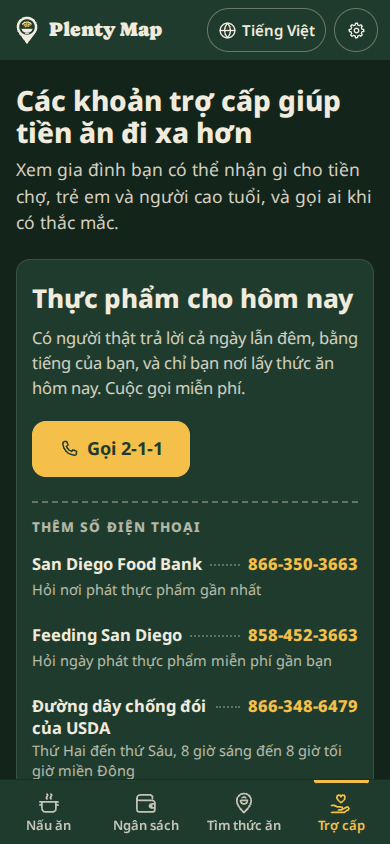 Plenty Map
Tiếng Việt
Các khoản trợ cấp giúp
tiền ăn đi xa hơn
Xem gia đình bạn có thể nhận gì cho tiền
chợ, trẻ em và người cao tuổi, và gọi ai khi
có thắc mắc.
Thực phẩm cho hôm nay
Có người thật trả lời cả ngày lẫn đêm, bằng
tiếng của bạn, và chỉ bạn nơi lấy thức ăn
hôm nay. Cuộc gọi miễn phí.
Gọi 2-1-1
THÊM SỐ ĐIỆN THOẠI
San Diego Food Bank 866-350-3663
Hỏi nơi phát thực phẩm gần nhất
Feeding San Diego 858-452-3663
Hỏi ngày phát thực phẩm miễn phí gần bạn
Đường dây chống đói 866-348-6479
của USDA
Thứ Hai đến thứ Sáu, 8 giờ sáng đến 8 giờ tối
giờ miền Đông
Nấu ăn
Ngân sách
Tìm thức ăn
Trợ cấp